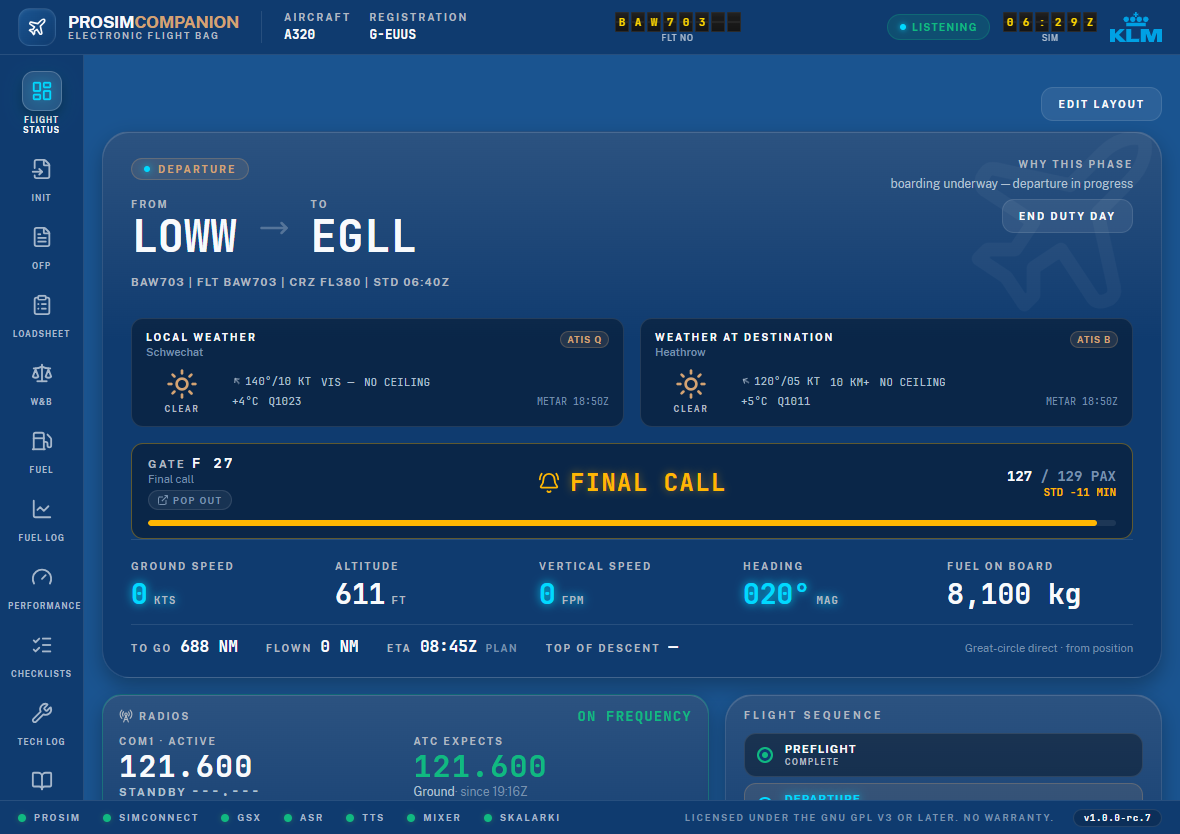 PROSIMCOMPANION
ELECTRONIC FLIGHT BAG
AIRCRAFT
A320
REGISTRATION
G-EUUS
BAW703
FLT NO
LISTENING
06:29Z
SIM
KLM
FLIGHT STATUS
INIT
OFP
LOADSHEET
W&B
FUEL
FUEL LOG
PERFORMANCE
CHECKLISTS
TECH LOG
EDIT LAYOUT
DEPARTURE
WHY THIS PHASE
boarding underway — departure in progress
END DUTY DAY
FROM
LOWW
→
TO
EGLL
BAW703 | FLT BAW703 | CRZ FL380 | STD 06:40Z
LOCAL WEATHER
Schwechat
ATIS Q
CLEAR
140°/10 KT VIS — NO CEILING
+4°C Q1023
METAR 18:50Z
WEATHER AT DESTINATION
Heathrow
ATIS B
CLEAR
120°/05 KT 10 KM+ NO CEILING
+5°C Q1011
METAR 18:50Z
GATE F 27
Final call
POP OUT
FINAL CALL
127 / 129 PAX
STD -11 MIN
GROUND SPEED
0 KTS
ALTITUDE
611 FT
VERTICAL SPEED
0 FPM
HEADING
020° MAG
FUEL ON BOARD
8,100 kg
TO GO 688 NM
FLOWN 0 NM
ETA 08:45Z PLAN
TOP OF DESCENT —
Great-circle direct · from position
RADIOS
ON FREQUENCY
COM1 · ACTIVE
121.600
STANDBY ---.---
ATC EXPECTS
121.600
Ground · since 19:16Z
FLIGHT SEQUENCE
PREFLIGHT
COMPLETE
DEPARTURE
PROSIM
SIMCONNECT
GSX
ASR
TTS
MIXER
SKALARKI
LICENSED UNDER THE GNU GPL V3 OR LATER. NO WARRANTY.
v1.0.0-rc.7